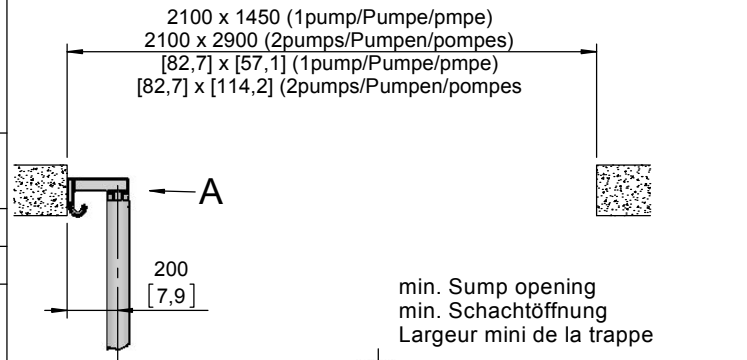 2100 x 1450 (1pump/Pumpe/pmpe)
2100 x 2900 (2pumps/Pumpen/pompes)
[82,7] x [57,1] (1pump/Pumpe/pmpe)
[82,7] x [114,2] (2pumps/Pumpen/pompes
A
200
[7,9]
min. Sump opening
min. Schachtöffnung
Largeur mini de la trappe